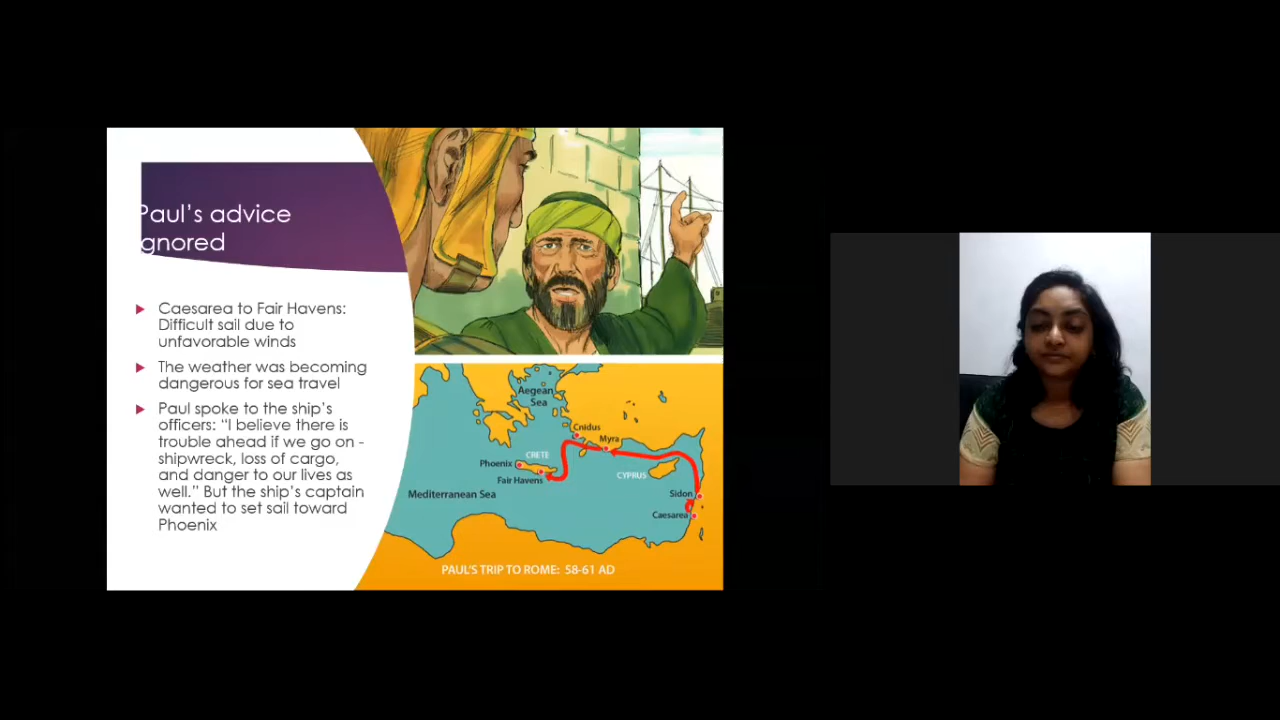 Paul's advice
ignored
Caesarea to Fair Havens:
Difficult sail due to
unfavorable winds
The weather was becoming
dangerous for sea travel
Paul spoke to the ship's
officers: “I believe there is
trouble ahead if we go on -
shipwreck, loss of cargo,
and danger to our lives as
well.” But the ship's captain
wanted to set sail toward
Phoenix
Aegean
Sea
Cnidus
Myra
CRETE
Phoenix
Fair Havens
CYPRUS
Mediterranean Sea
Sidon
Caesarea
PAUL'S TRIP TO ROME: 58-61 AD